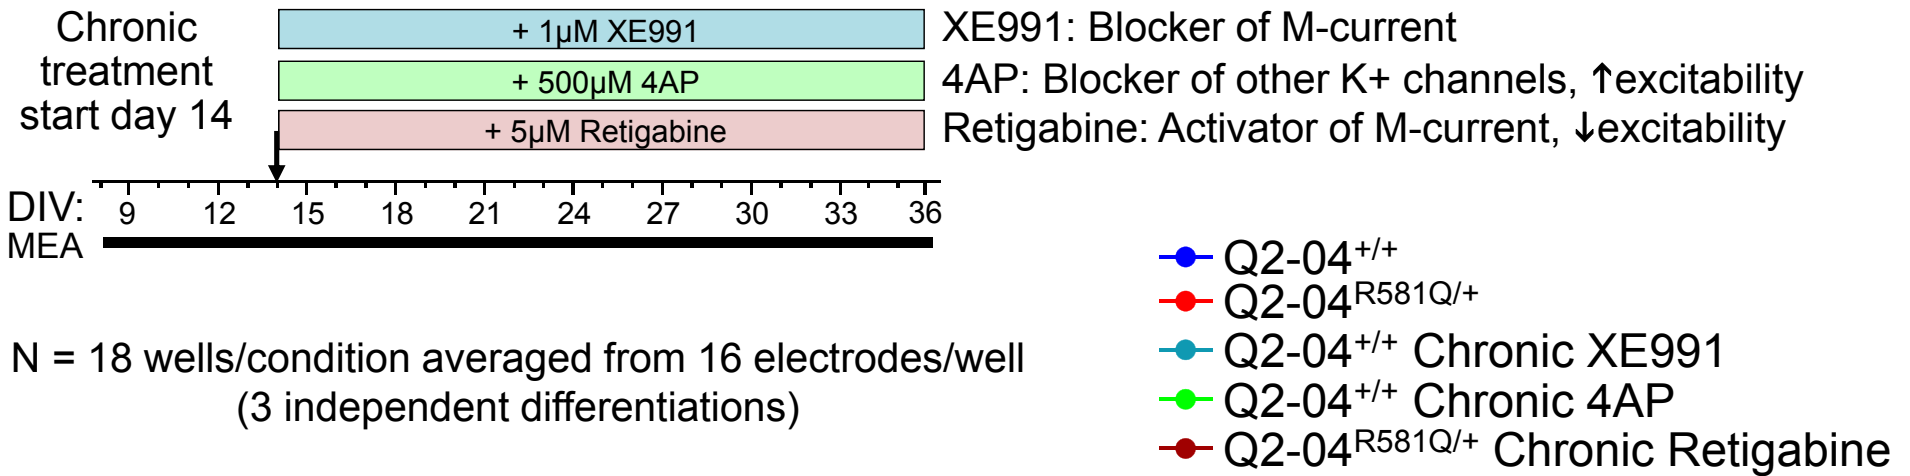 Chronic
treatment
start day 14
+ 1µM XE991
+ 500µM 4AP
+ 5µM Retigabine
XE991: Blocker of M-current
4AP: Blocker of other K+ channels, ↑excitability
Retigabine: Activator of M-current, ↓excitability
DIV: 9 12 15 18 21 24 27 30 33 36
MEA
N = 18 wells/condition averaged from 16 electrodes/well
(3 independent differentiations)
Q2-04+/+
Q2-04R581Q/+
Q2-04+/+ Chronic XE991
Q2-04+/+ Chronic 4AP
Q2-04R581Q/+ Chronic Retigabine